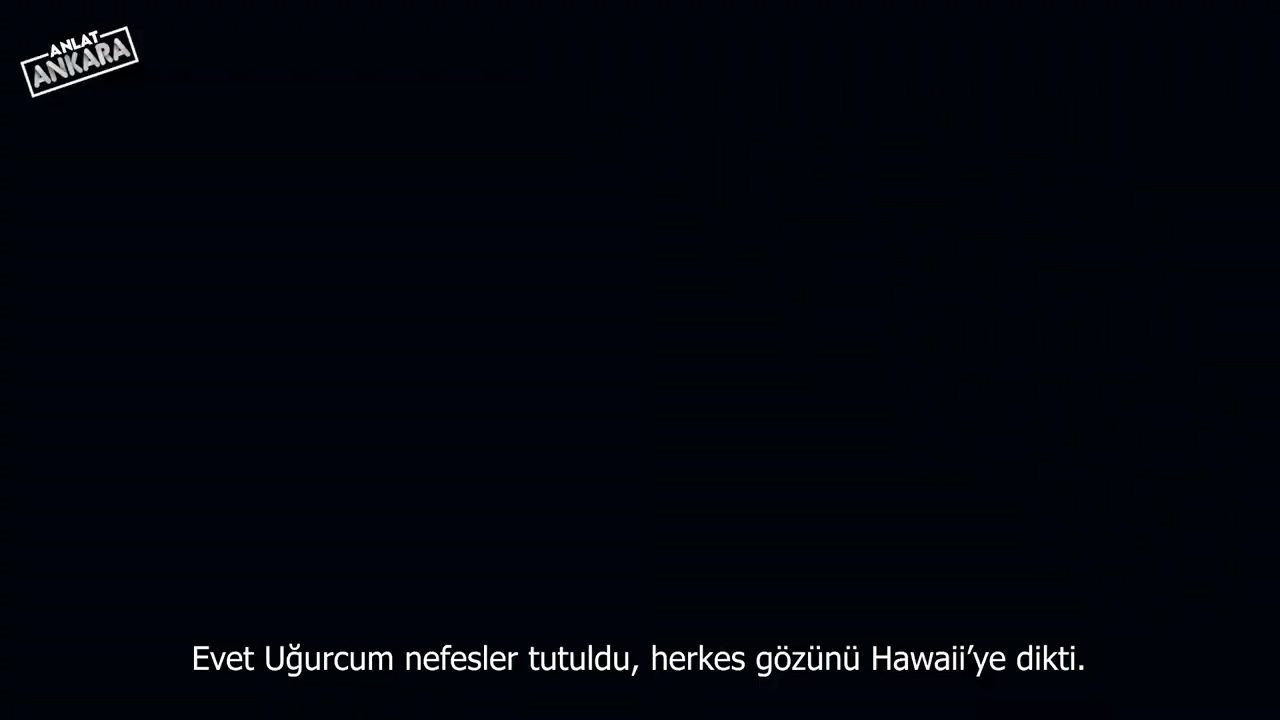 ANLAT
ANKARA
Evet Uğurcum nefesler tutuldu, herkes gözünü Hawaii’ye dikti.